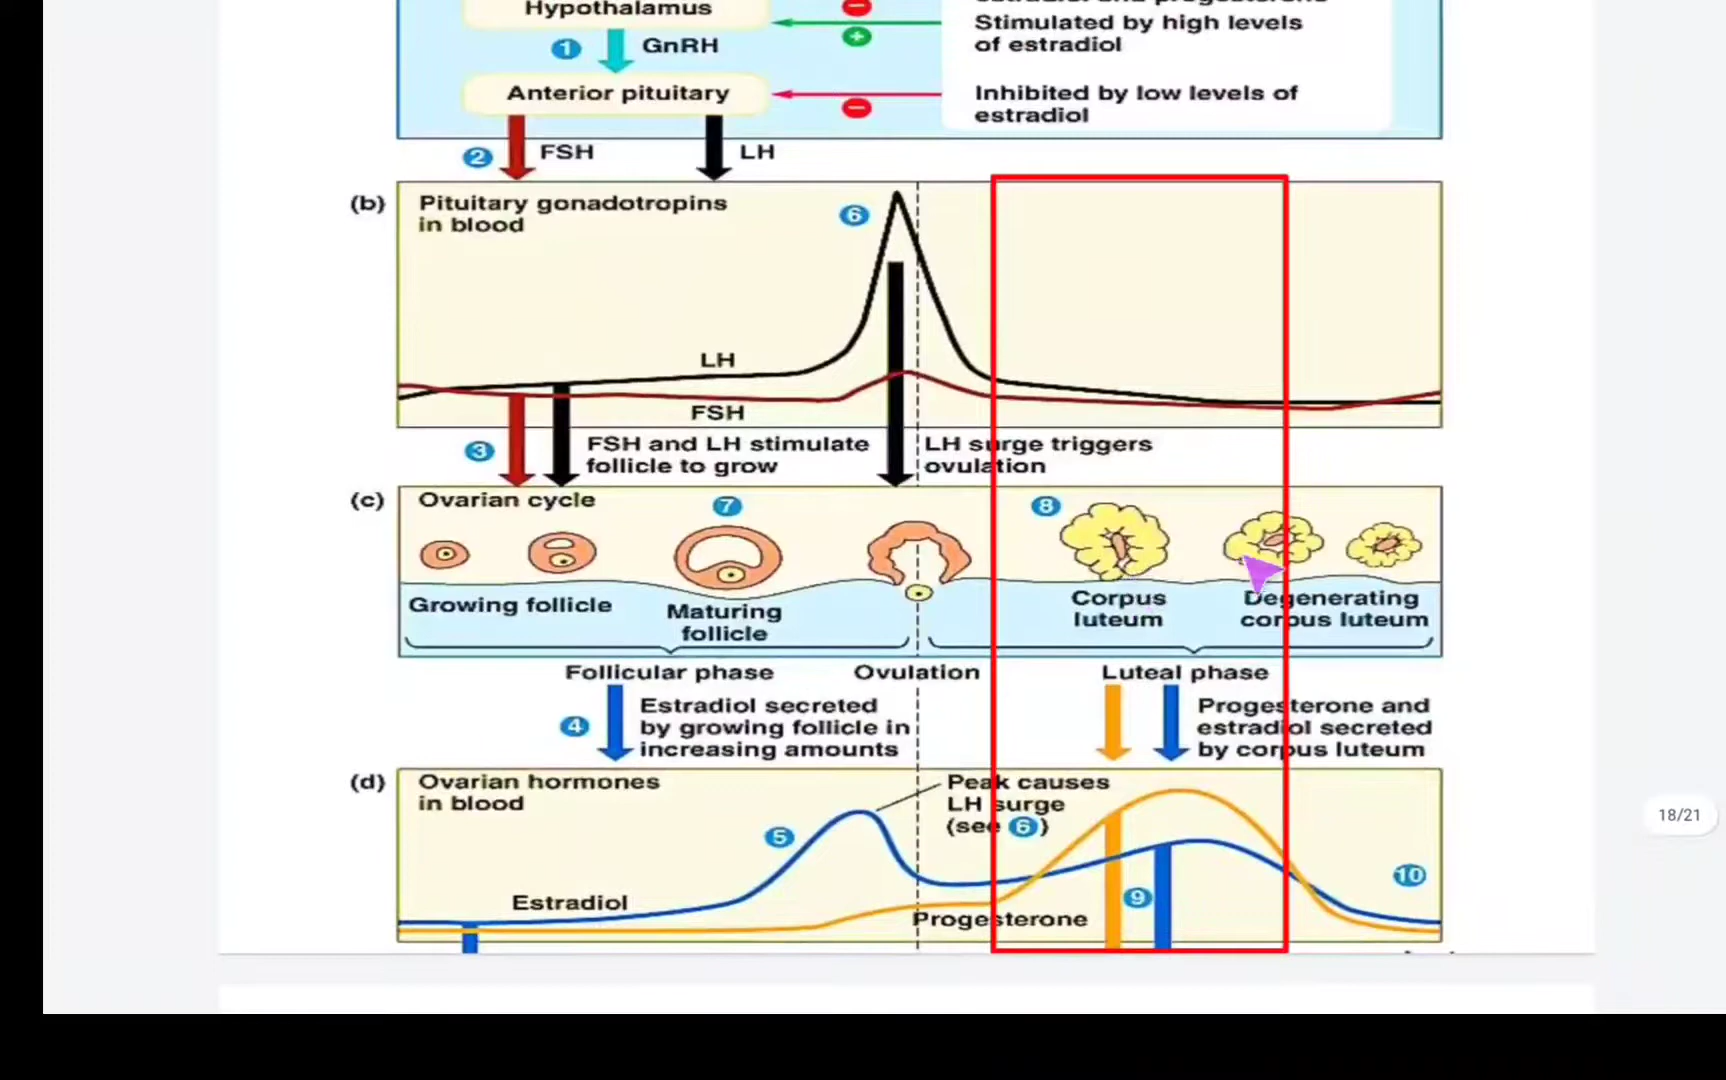 Hypothalamus
estradiol and progesterone
Stimulated by high levels
of estradiol
1
GnRH
Anterior pituitary
Inhibited by low levels of
estradiol
2
FSH
LH
(b)
Pituitary gonadotropins
in blood
6
LH
FSH
3
FSH and LH stimulate
follicle to grow
LH surge triggers
ovulation
(c)
Ovarian cycle
7
8
Growing follicle
Maturing
follicle
Corpus
luteum
Degenerating
corpus luteum
Follicular phase
Ovulation
Luteal phase
4
Estradiol secreted
by growing follicle in
increasing amounts
Progesterone and
estradiol secreted
by corpus luteum
(d)
Ovarian hormones
in blood
Peak causes
LH surge
(see 6)
5
10
9
Estradiol
Progesterone
18/21